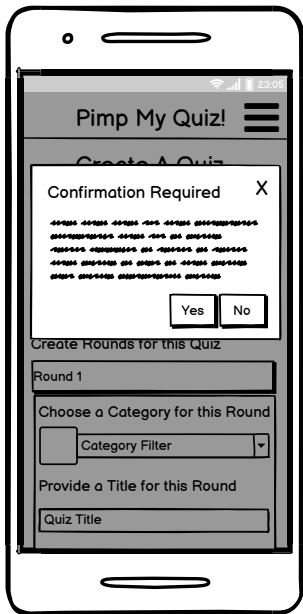 23:05
Pimp My Quiz!
Create A Quiz
Confirmation Required X
Yes No
Create Rounds for this Quiz
Round 1
Choose a Category for this Round
Category Filter
Provide a Title for this Round
Quiz Title